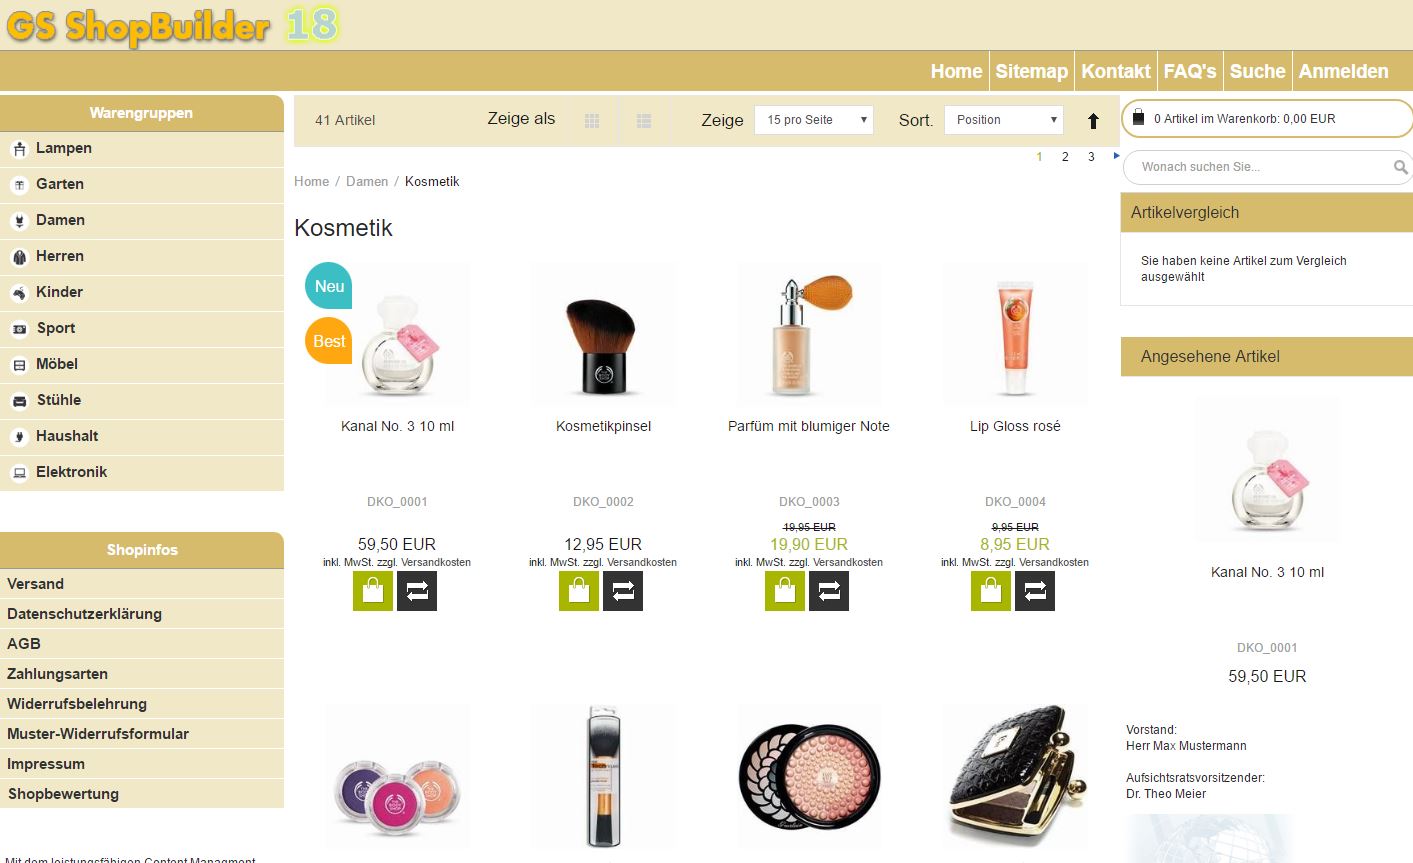 GS ShopBuilder 18
Home Sitemap Kontakt FAQ's Suche Anmelden
Warengruppen
Lampen
Garten
Damen
Herren
Kinder
Sport
Möbel
Stühle
Haushalt
Elektronik
Shopinfos
Versand
Datenschutzerklärung
AGB
Zahlungsarten
Widerrufsbelehrung
Muster-Widerrufsformular
Impressum
Shopbewertung
Mit dem leistungsfähigen Content Managment
41 Artikel Zeige als Zeige 15 pro Seite Sort. Position
1 2 3
Home / Damen / Kosmetik
Kosmetik
Neu
Best
Kanal No. 3 10 ml
DKO_0001
59,50 EUR
inkl. MwSt. zzgl. Versandkosten
Kosmetikpinsel
DKO_0002
12,95 EUR
inkl. MwSt. zzgl. Versandkosten
Parfüm mit blumiger Note
DKO_0003
19,95 EUR
19,90 EUR
inkl. MwSt. zzgl. Versandkosten
Lip Gloss rosé
DKO_0004
9,95 EUR
8,95 EUR
inkl. MwSt. zzgl. Versandkosten
0 Artikel im Warenkorb: 0,00 EUR
Wonach suchen Sie...
Artikelvergleich
Sie haben keine Artikel zum Vergleich
ausgewählt
Angesehene Artikel
Kanal No. 3 10 ml
DKO_0001
59,50 EUR
Vorstand:
Herr Max Mustermann
Aufsichtsratsvorsitzender:
Dr. Theo Meier